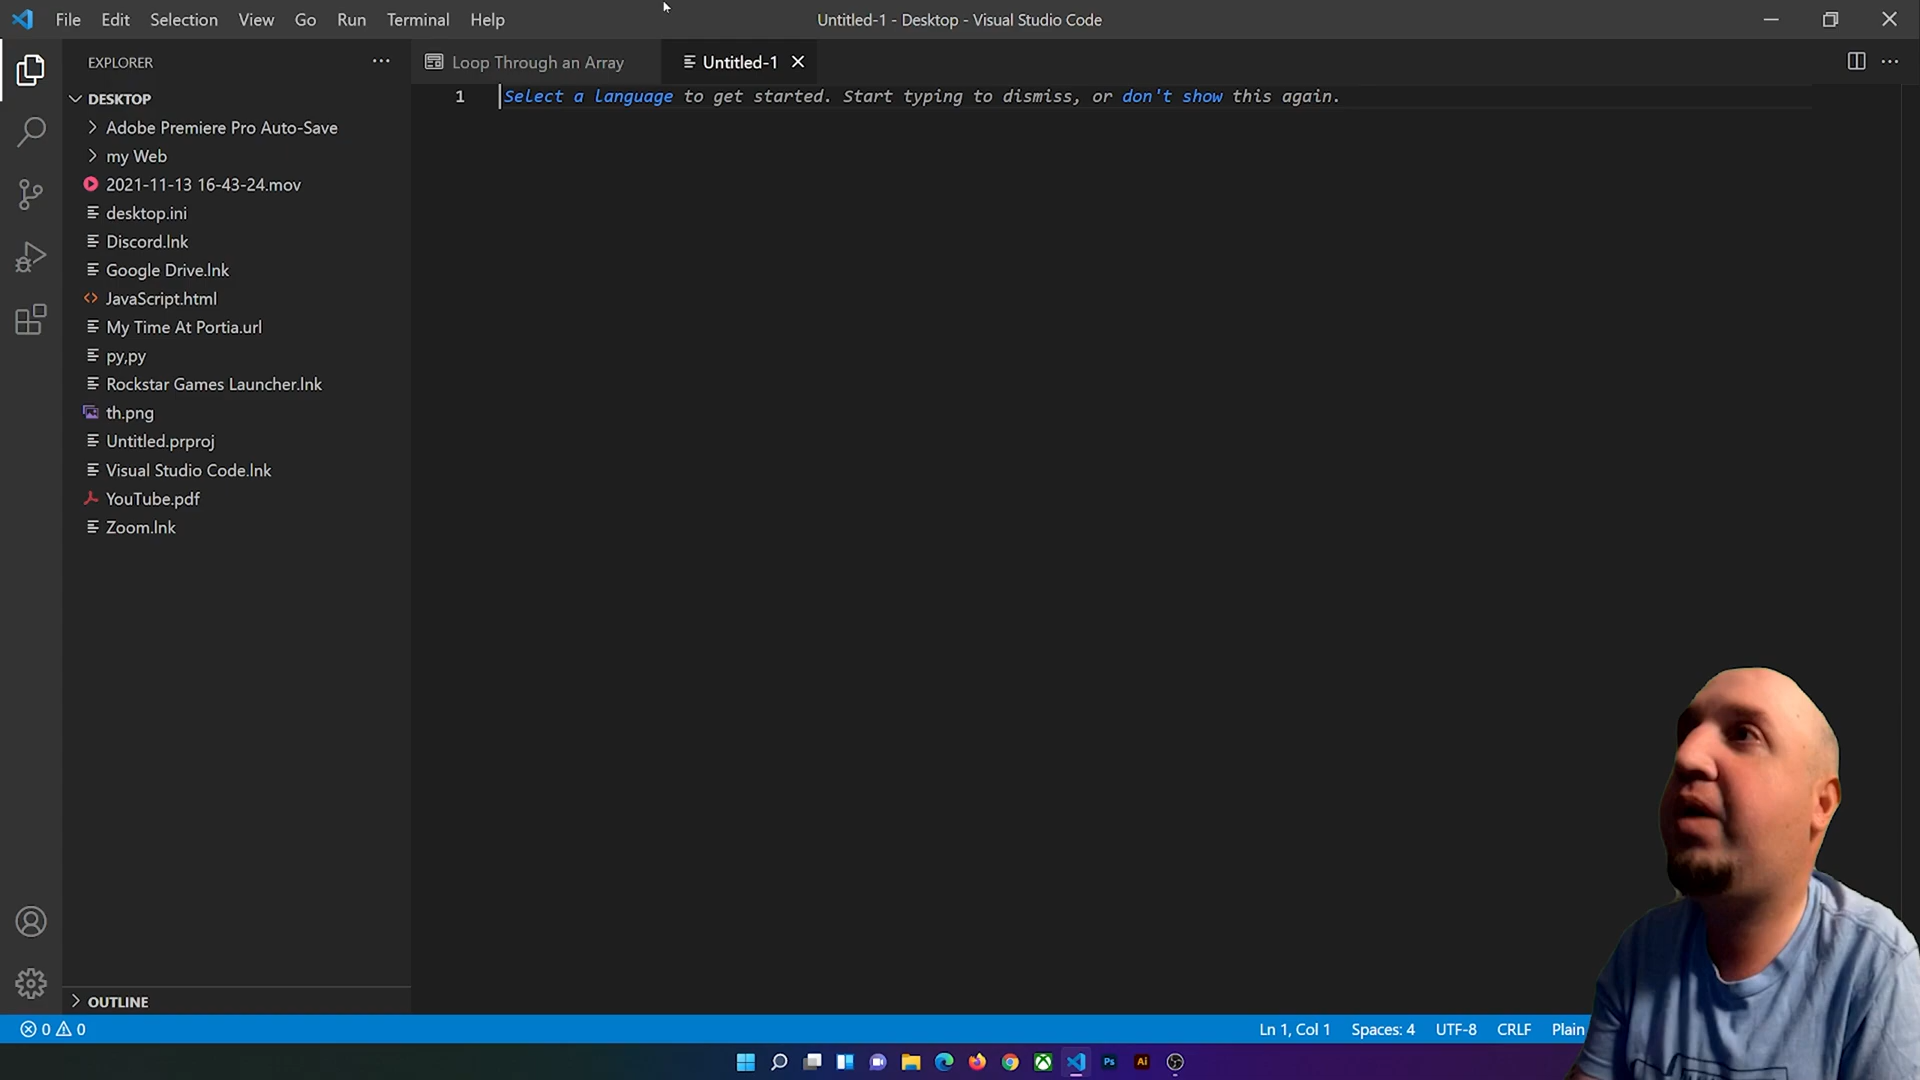 File Edit Selection View Go Run Terminal Help
Untitled-1 - Desktop - Visual Studio Code
EXPLORER
Loop Through an Array
Untitled-1
DESKTOP
1
Select a language to get started. Start typing to dismiss, or don't show this again.
Adobe Premiere Pro Auto-Save
my Web
2021-11-13 16-43-24.mov
desktop.ini
Discord.lnk
Google Drive.lnk
JavaScript.html
My Time At Portia.url
py,py
Rockstar Games Launcher.lnk
th.png
Untitled.prproj
Visual Studio Code.lnk
YouTube.pdf
Zoom.lnk
OUTLINE
0 0
Ln 1, Col 1 Spaces: 4 UTF-8 CRLF Plain
Ps Ai